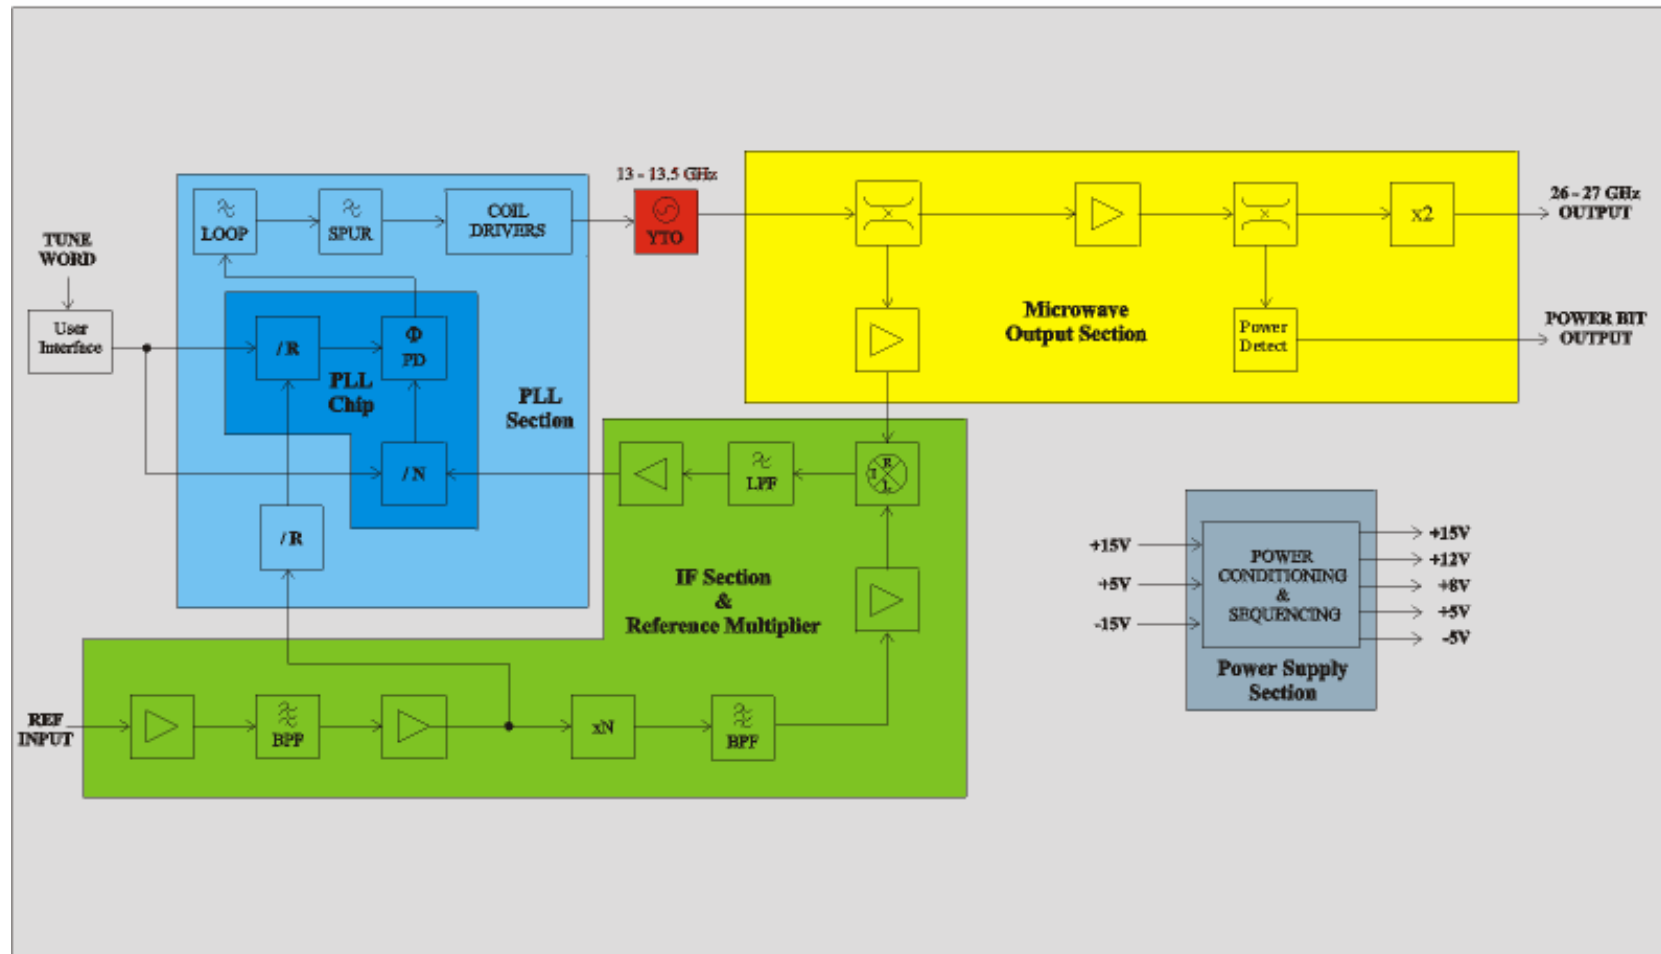 13 - 13.5 GHz
LOOP
SPUR
COIL
DRIVERS
YTO
x2
26 - 27 GHz
OUTPUT
TUNE
WORD
User
Interface
/ R
Φ
PD
PLL
Chip
PLL
Section
Microwave
Output Section
Power
Detect
POWER BIT
OUTPUT
/ N
LPF
R
I
L
/ R
IF Section
&
Reference Multiplier
+15V
+5V
-15V
POWER
CONDITIONING
&
SEQUENCING
+15V
+12V
+8V
+5V
-5V
Power Supply
Section
REF
INPUT
BPF
xN
BPF